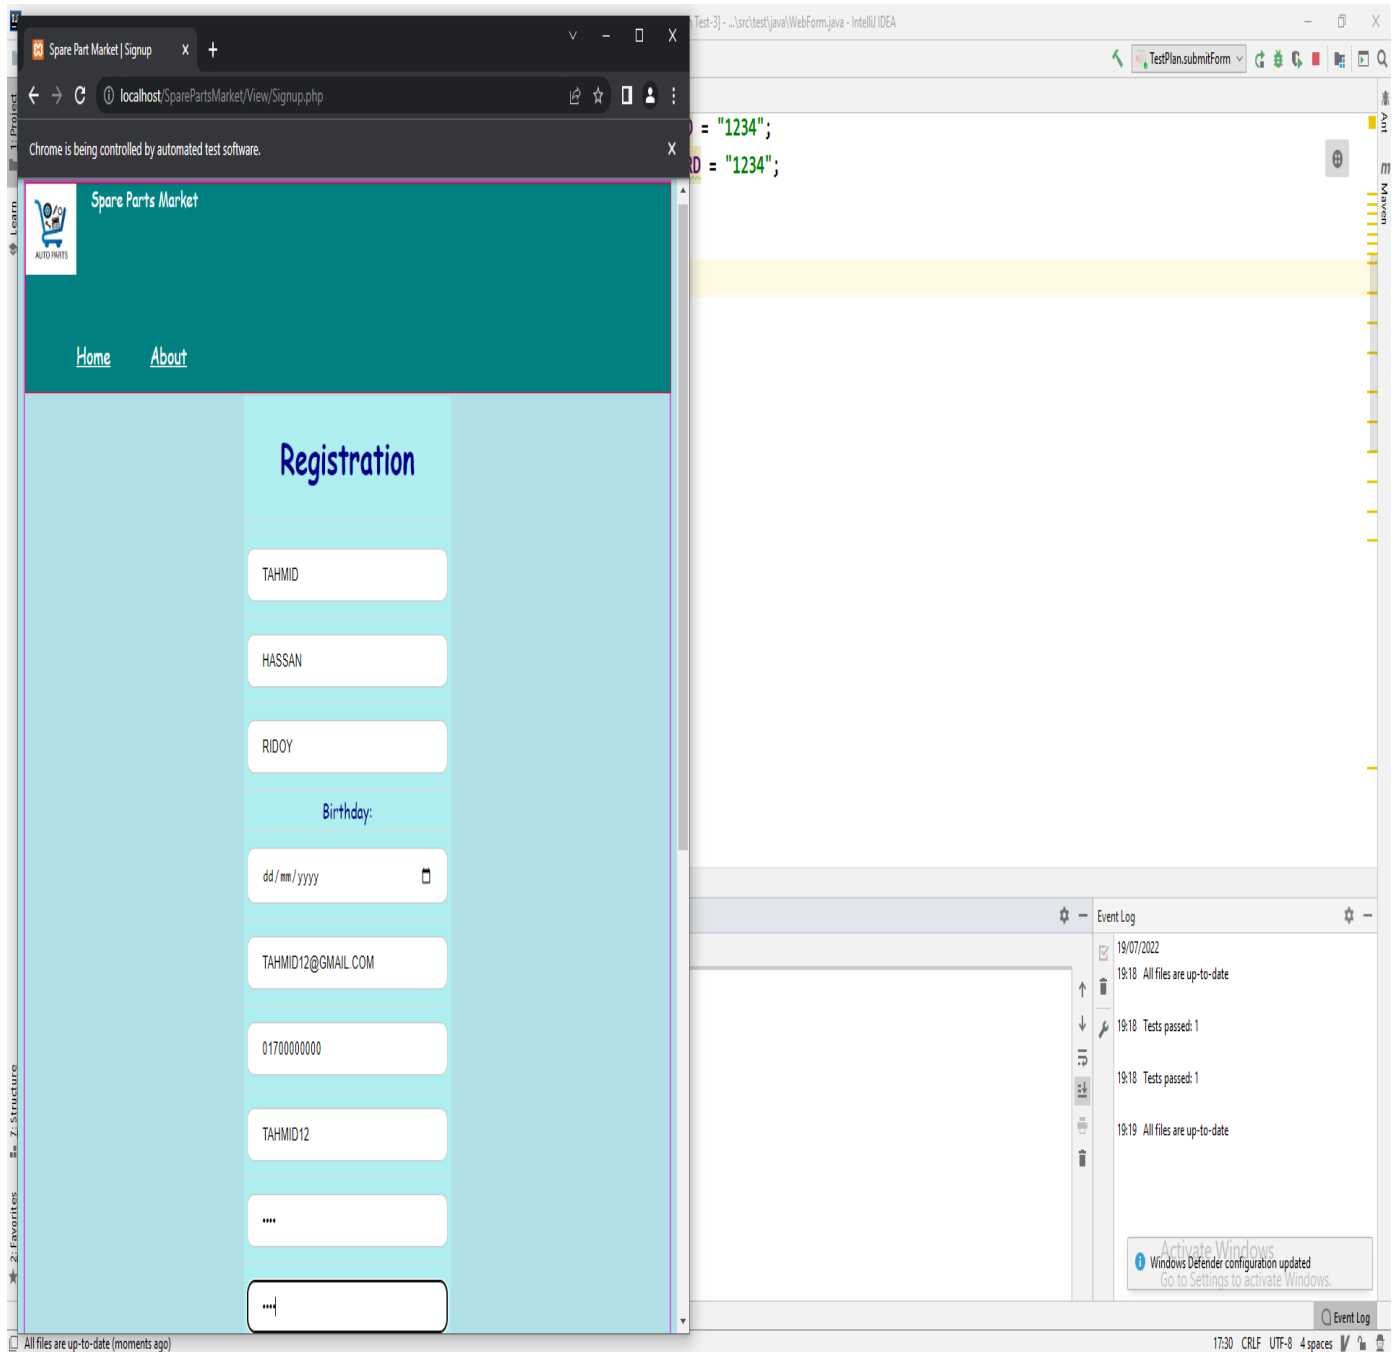 Test-3] - ...\src\test\java\WebForm.java - IntelliJ IDEA
Spare Part Market | Signup
TestPlan.submitForm
localhost/SparePartsMarket/View/Signup.php
Chrome is being controlled by automated test software.
= "1234";
RD = "1234";
1: Project
Learn
Ant
Maven
Spare Parts Market
AUTO PARTS
Home About
Registration
TAHMID
HASSAN
RIDOY
Birthday:
dd/mm/yyyy
TAHMID12@GMAIL.COM
01700000000
TAHMID12
••••
••••
7: Structure
2: Favorites
Event Log
19/07/2022
19:18 All files are up-to-date
19:18 Tests passed: 1
19:18 Tests passed: 1
19:19 All files are up-to-date
Activate Windows
Windows Defender configuration updated
Go to Settings to activate Windows.
Event Log
All files are up-to-date (moments ago)
17:30 CRLF UTF-8 4 spaces